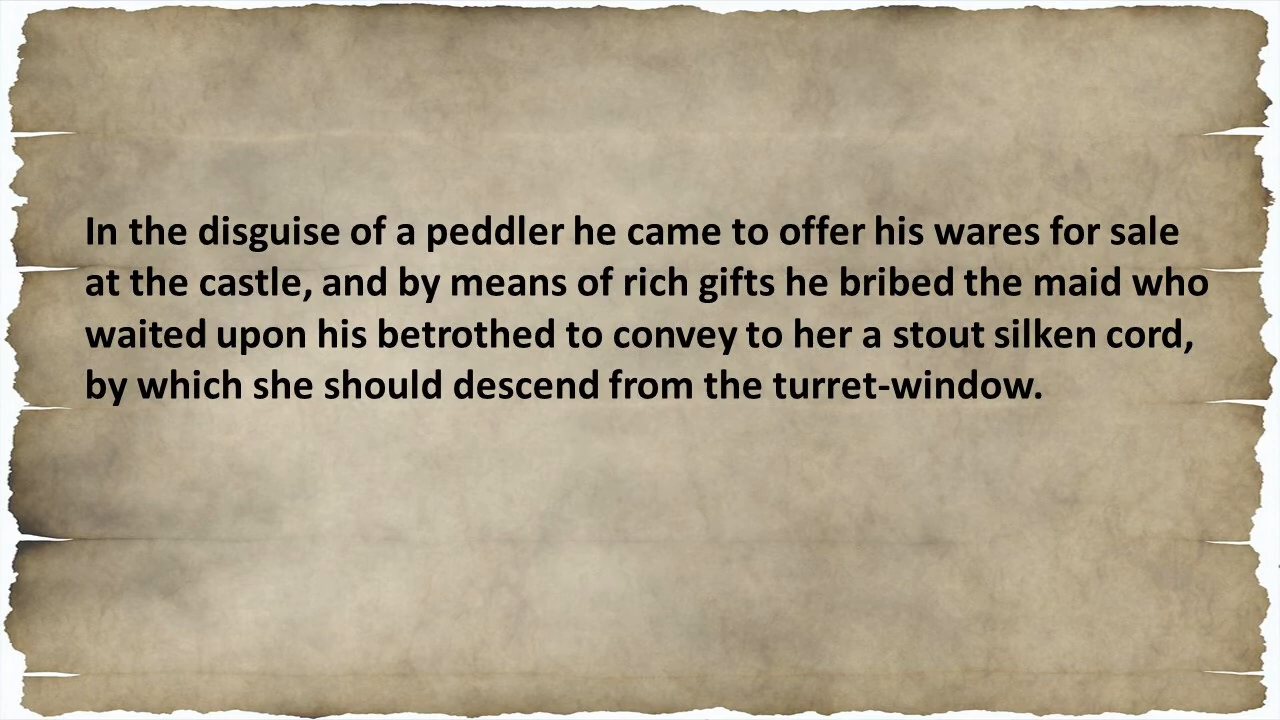 In the disguise of a peddler he came to offer his wares for sale
at the castle, and by means of rich gifts he bribed the maid who
waited upon his betrothed to convey to her a stout silken cord,
by which she should descend from the turret-window.